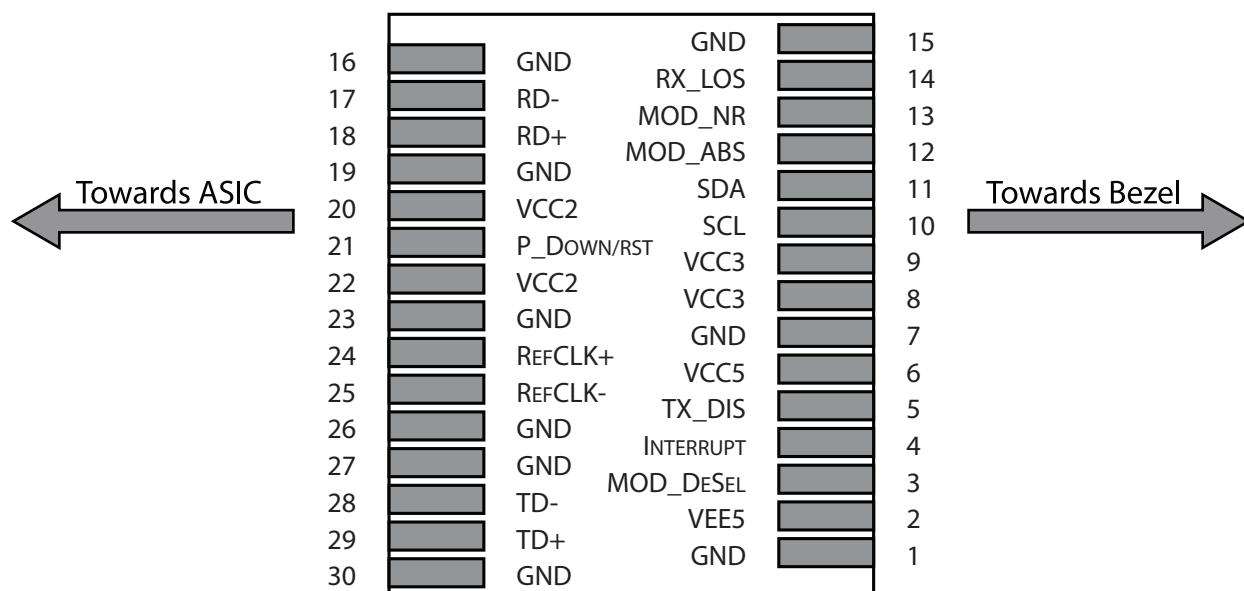 GND 15
16 GND
RX_LOS 14
17 RD-
MOD_NR 13
18 RD+
MOD_ABS 12
19 GND
SDA 11
Towards ASIC
Towards Bezel
20 VCC2
SCL 10
21 P_DOWN/RST
VCC3 9
22 VCC2
VCC3 8
23 GND
GND 7
24 REFCLK+
VCC5 6
25 REFCLK-
TX_DIS 5
26 GND
INTERRUPT 4
27 GND
MOD_DESEL 3
28 TD-
VEE5 2
29 TD+
GND 1
30 GND